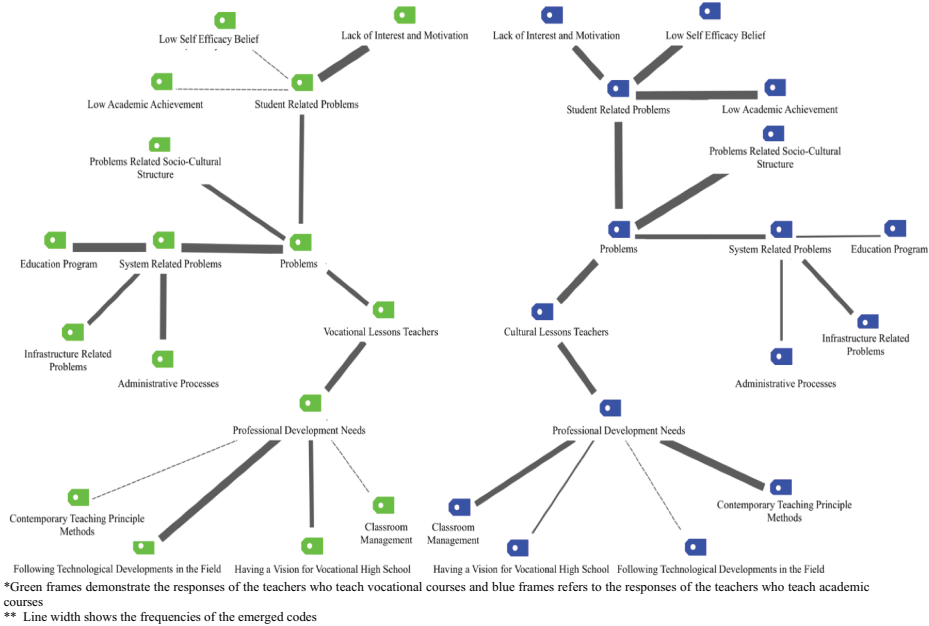 Low Self Efficacy Belief
Lack of Interest and Motivation
Low Academic Achievement
Student Related Problems
Problems Related Socio-Cultural
Structure
Education Program
System Related Problems
Problems
Infrastructure Related
Problems
Administrative Processes
Vocational Lessons Teachers
Professional Development Needs
Contemporary Teaching Principle
Methods
Classroom
Management
Following Technological Developments in the Field
Having a Vision for Vocational High School
Lack of Interest and Motivation
Low Self Efficacy Belief
Student Related Problems
Low Academic Achievement
Problems Related Socio-Cultural
Structure
Problems
System Related Problems
Education Program
Cultural Lessons Teachers
Infrastructure Related
Problems
Administrative Processes
Professional Development Needs
Classroom
Management
Contemporary Teaching Principle
Methods
Having a Vision for Vocational High School
Following Technological Developments in the Field
*Green frames demonstrate the responses of the teachers who teach vocational courses and blue frames refers to the responses of the teachers who teach academic
courses
** Line width shows the frequencies of the emerged codes